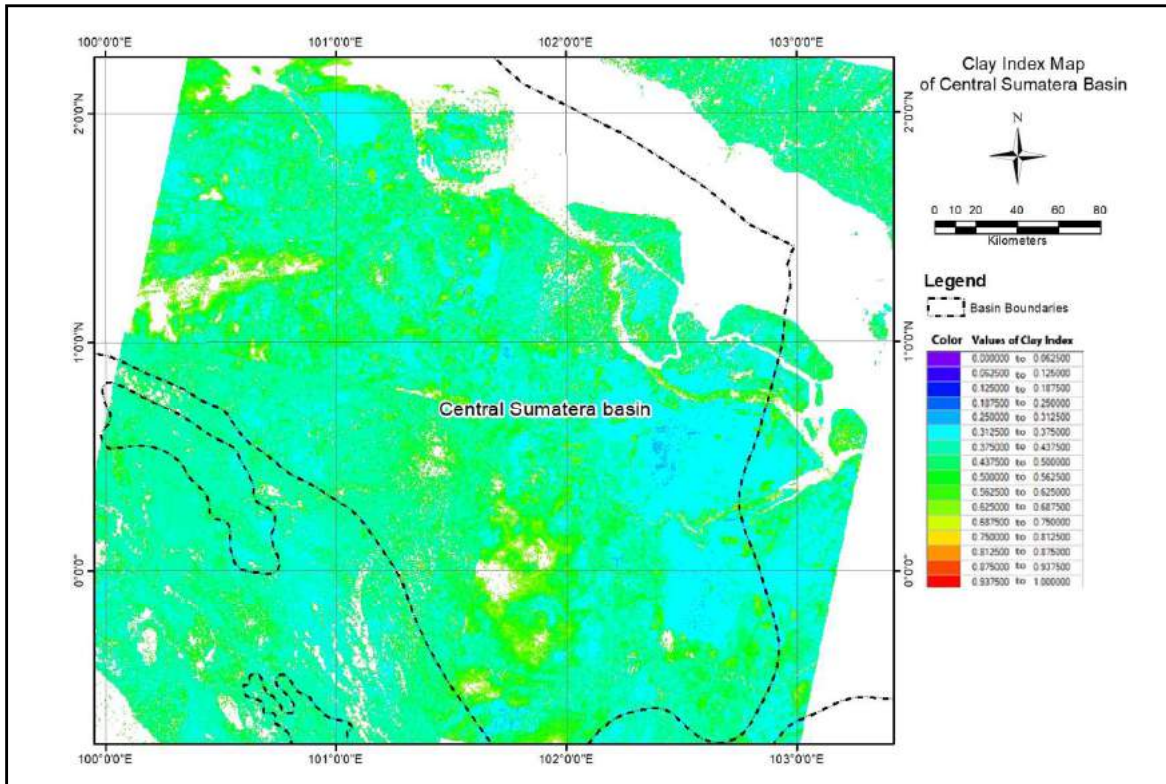 100°0'0"E 101°0'0"E 102°0'0"E 103°0'0"E
2°0'0"N 2°0'0"N
1°0'0"N 1°0'0"N
0°0'0" 0°0'0"
Central Sumatera basin
100°0'0"E 101°0'0"E 102°0'0"E 103°0'0"E
Clay Index Map
of Central Sumatera Basin
N
0 10 20 40 60 80
Kilometers
Legend
Basin Boundaries
Color Values of Clay Index
0.000000 to 0.062500
0.062500 to 0.125000
0.125000 to 0.187500
0.187500 to 0.250000
0.250000 to 0.312500
0.312500 to 0.375000
0.375000 to 0.437500
0.437500 to 0.500000
0.500000 to 0.562500
0.562500 to 0.625000
0.625000 to 0.687500
0.687500 to 0.750000
0.750000 to 0.812500
0.812500 to 0.875000
0.875000 to 0.937500
0.937500 to 1.000000